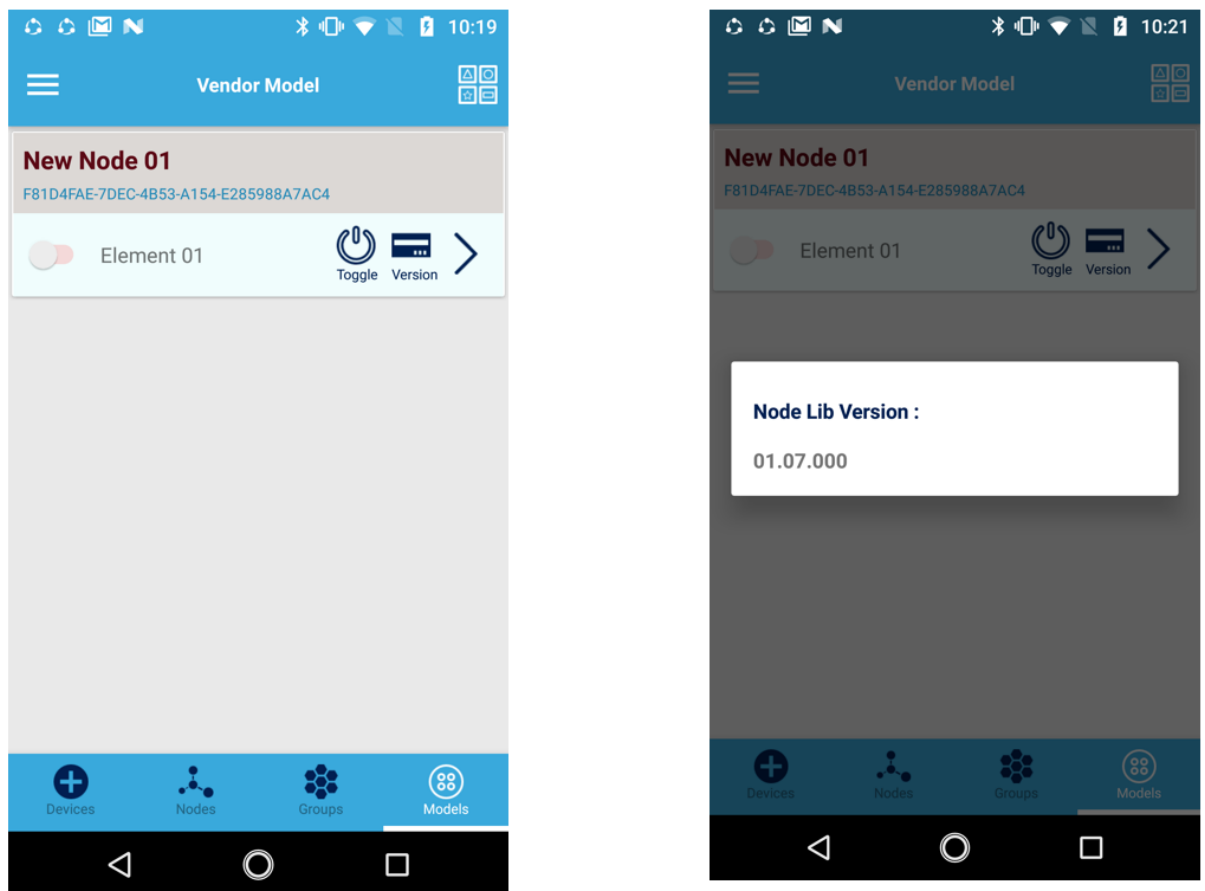 10:19
Vendor Model
New Node 01
F81D4FAE-7DEC-4B53-A154-E285988A7AC4
Element 01
Toggle Version
Devices Nodes Groups Models
10:21
Vendor Model
New Node 01
F81D4FAE-7DEC-4B53-A154-E285988A7AC4
Element 01
Toggle Version
Node Lib Version :
01.07.000
Devices Nodes Groups Models